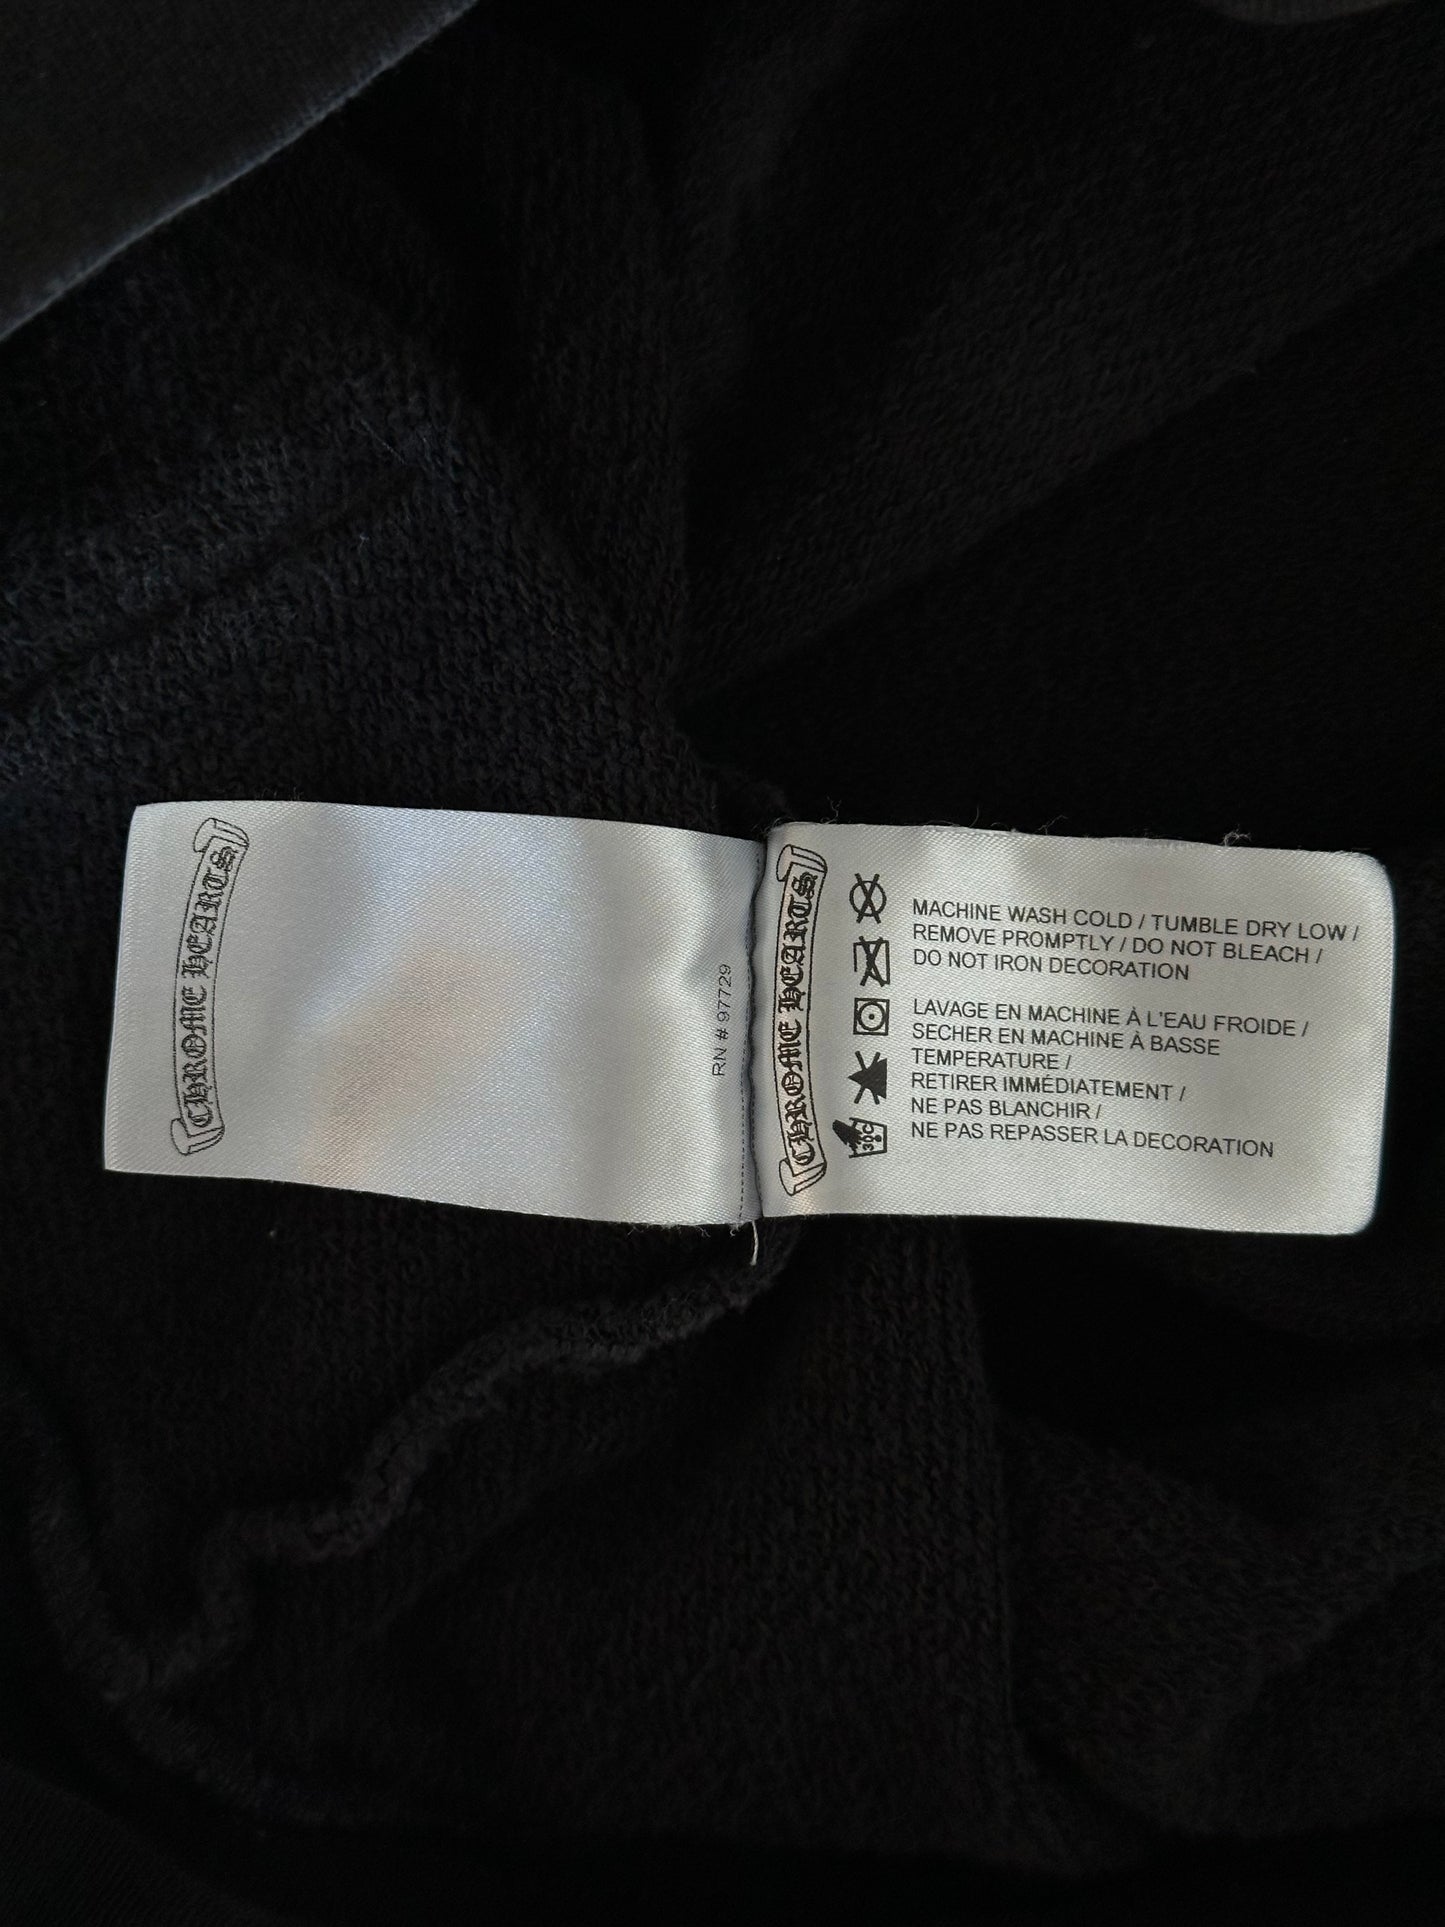 CHROME HEARTS
RN # 97729
CHROME HEARTS
MACHINE WASH COLD / TUMBLE DRY LOW /
REMOVE PROMPTLY / DO NOT BLEACH /
DO NOT IRON DECORATION
LAVAGE EN MACHINE À L'EAU FROIDE /
SECHER EN MACHINE À BASSE
TEMPERATURE /
RETIRER IMMÉDIATEMENT /
NE PAS BLANCHIR /
NE PAS REPASSER LA DECORATION
30C